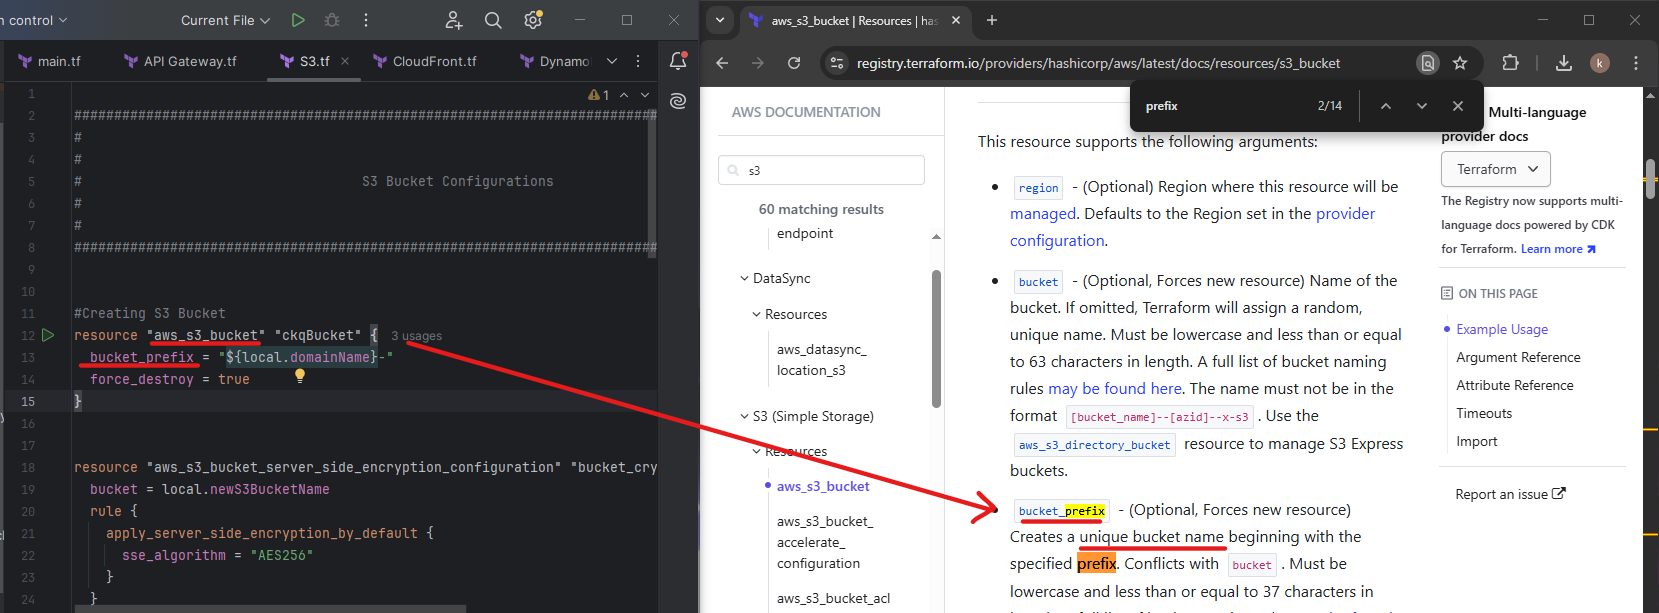 n control
Current File
main.tf
API Gateway.tf
S3.tf
CloudFront.tf
Dynamo
1
1
2 ########################################################################
3 #
4 #
5 # S3 Bucket Configurations
6 #
7 #
8 ########################################################################
9
10
11 #Creating S3 Bucket
12 resource "aws_s3_bucket" "ckqBucket" { 3 usages
13 bucket_prefix = "${local.domainName}-"
14 force_destroy = true
15 }
16
17
18 resource "aws_s3_bucket_server_side_encryption_configuration" "bucket_cry
19 bucket = local.newS3BucketName
20 rule {
21 apply_server_side_encryption_by_default {
22 sse_algorithm = "AES256"
23 }
24 }
aws_s3_bucket | Resources | has
registry.terraform.io/providers/hashicorp/aws/latest/docs/resources/s3_bucket
k
prefix 2/14
AWS DOCUMENTATION
s3
60 matching results
endpoint
DataSync
Resources
aws_datasync_
location_s3
S3 (Simple Storage)
Resources
aws_s3_bucket
aws_s3_bucket_
accelerate_
configuration
aws_s3_bucket_acl
This resource supports the following arguments:
region - (Optional) Region where this resource will be
managed. Defaults to the Region set in the provider
configuration.
bucket - (Optional, Forces new resource) Name of the
bucket. If omitted, Terraform will assign a random,
unique name. Must be lowercase and less than or equal
to 63 characters in length. A full list of bucket naming
rules may be found here. The name must not be in the
format [bucket_name]--[azid]--x-s3 . Use the
aws_s3_directory_bucket resource to manage S3 Express
buckets.
bucket_prefix - (Optional, Forces new resource)
Creates a unique bucket name beginning with the
specified prefix. Conflicts with bucket . Must be
lowercase and less than or equal to 37 characters in
Multi-language
provider docs
Terraform
The Registry now supports multi-
language docs powered by CDK
for Terraform. Learn more
ON THIS PAGE
Example Usage
Argument Reference
Attribute Reference
Timeouts
Import
Report an issue